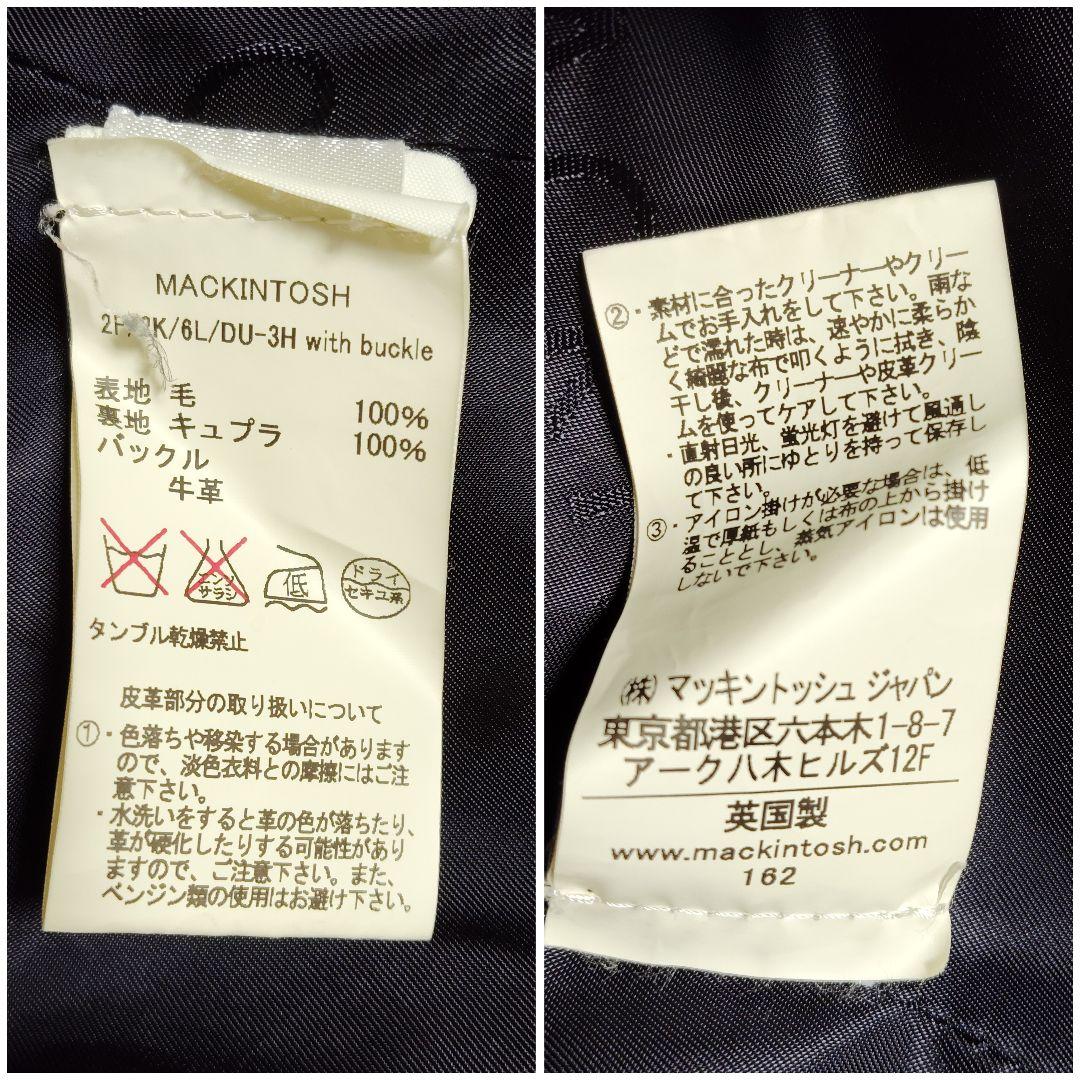 MACKINTOSH
2F/2K/6L/DU-3H with buckle
表地 毛 100%
裏地 キュプラ 100%
バックル
牛革
エンソ
サラシ
低
ドライ
セキユ系
タンブル乾燥禁止
皮革部分の取り扱いについて
①・色落ちや移染する場合があります
ので、淡色衣料との摩擦にはご注
意下さい。
・水洗いをすると革の色が落ちたり、
革が硬化したりする可能性があり
ますので、ご注意下さい。また、
ベンジン類の使用はお避け下さい。
②・素材に合ったクリーナーやクリー
ムでお手入れをして下さい。雨な
どで濡れた時は、速やかに柔らか
く綺麗な布で叩くように拭き、陰
干し後、クリーナーや皮革クリー
ムを使ってケアして下さい。
・直射日光、蛍光灯を避けて風通し
の良い所にゆとりを持って保存し
て下さい。
③・アイロン掛けが必要な場合は、低
温で厚紙もしくは布の上から掛け
ることとし、蒸気アイロンは使用
しないで下さい。
㈱ マッキントッシュ ジャパン
東京都港区六本木1-8-7
アーク八木ヒルズ12F
英国製
www.mackintosh.com
162